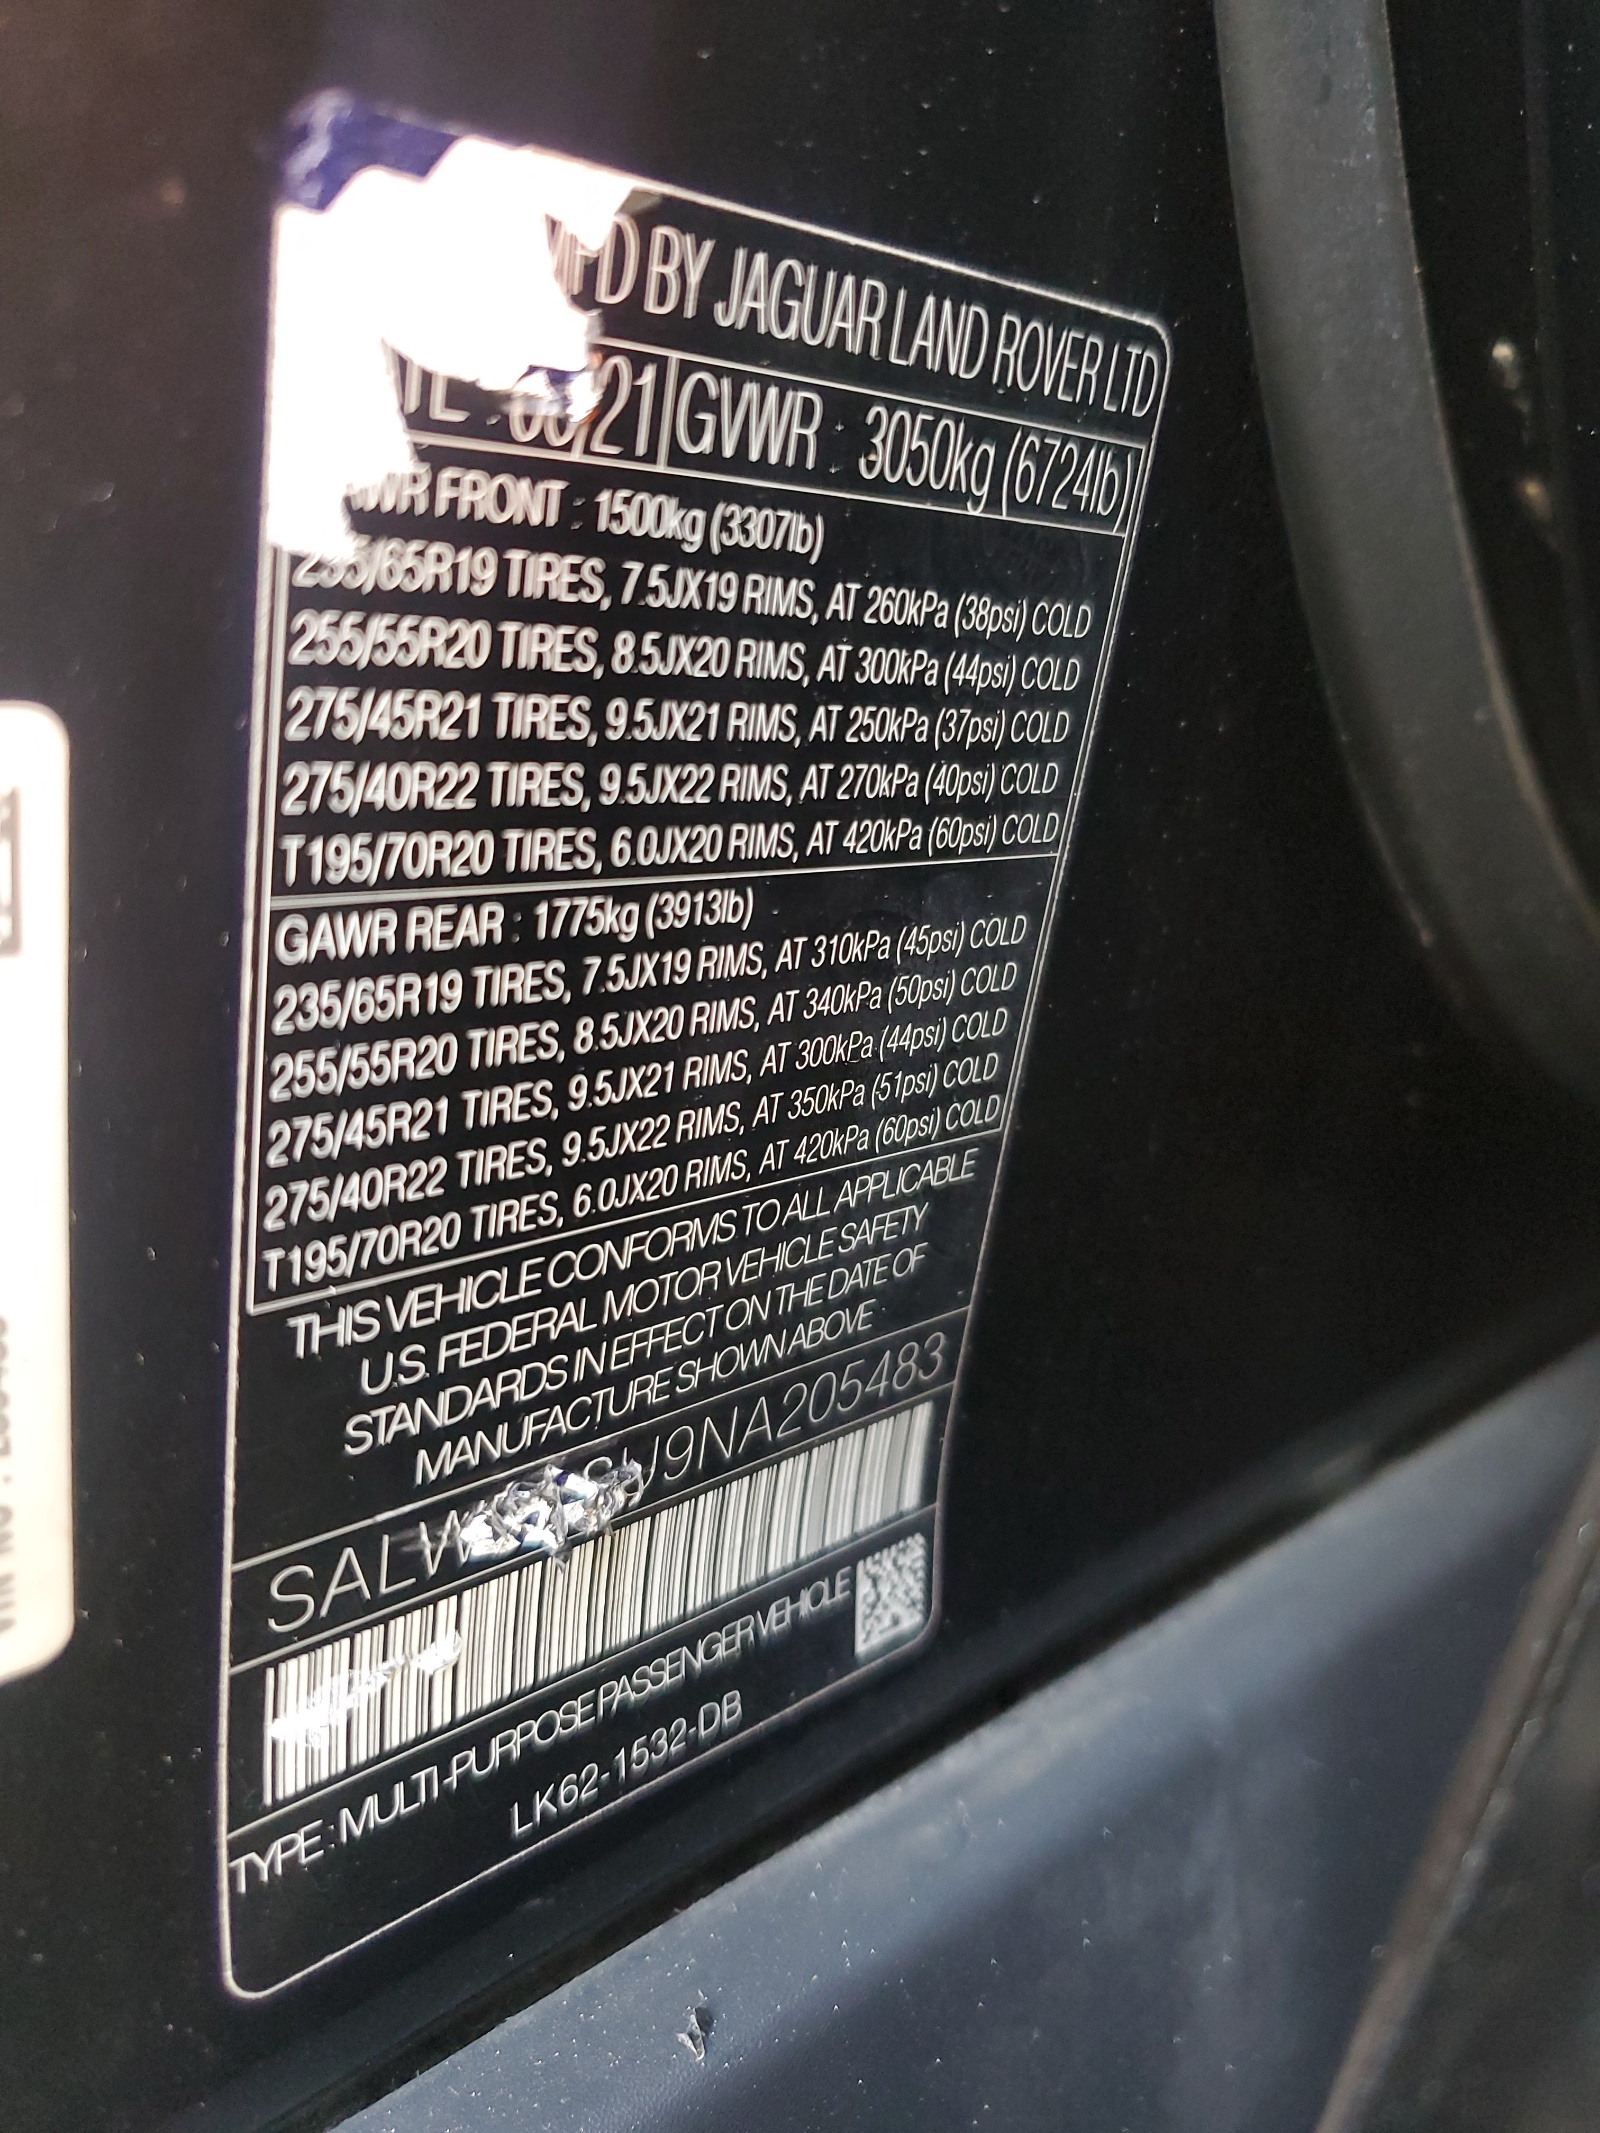 BY JAGUAR LAND ROVER LTD
GVWR : 3050kg (6724lb)
FRONT : 1500kg (3307lb)
235/65R19 TIRES, 7.5JX19 RIMS, AT 260kPa (38psi) COLD
255/55R20 TIRES, 8.5JX20 RIMS, AT 300kPa (44psi) COLD
275/45R21 TIRES, 9.5JX21 RIMS, AT 250kPa (37psi) COLD
275/40R22 TIRES, 9.5JX22 RIMS, AT 270kPa (40psi) COLD
T195/70R20 TIRES, 6.0JX20 RIMS, AT 420kPa (60psi) COLD
GAWR REAR : 1775kg (3913lb)
235/65R19 TIRES, 7.5JX19 RIMS, AT 310kPa (45psi) COLD
255/55R20 TIRES, 8.5JX20 RIMS, AT 340kPa (50psi) COLD
275/45R21 TIRES, 9.5JX21 RIMS, AT 300kPa (44psi) COLD
275/40R22 TIRES, 9.5JX22 RIMS, AT 350kPa (51psi) COLD
T195/70R20 TIRES, 6.0JX20 RIMS, AT 420kPa (60psi) COLD
THIS VEHICLE CONFORMS TO ALL APPLICABLE
U.S. FEDERAL MOTOR VEHICLE SAFETY
STANDARDS IN EFFECT ON THE DATE OF
MANUFACTURE SHOWN ABOVE
TYPE : MULTI-PURPOSE PASSENGER VEHICLE
LK62-1532-DB